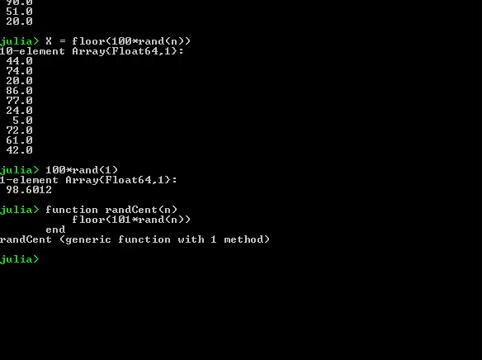 90.0
51.0
20.0
julia> X = floor(100*rand(n))
10-element Array(Float64,1):
44.0
74.0
20.0
86.0
77.0
24.0
5.0
72.0
61.0
42.0
julia> 100*rand(1)
1-element Array(Float64,1):
98.6012
julia> function randCent(n)
floor(101*rand(n))
end
randCent (generic function with 1 method)
julia>